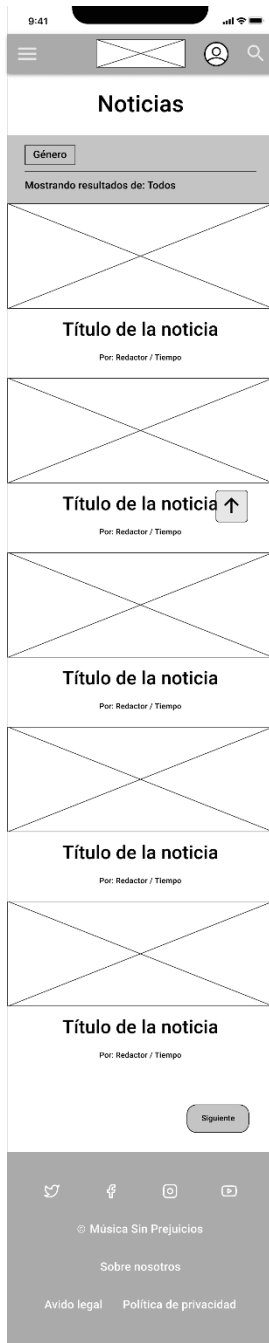 9:41
Noticias
Género
Mostrando resultados de: Todos
Título de la noticia
Por: Redactor / Tiempo
Título de la noticia
Por: Redactor / Tiempo
Título de la noticia
Por: Redactor / Tiempo
Título de la noticia
Por: Redactor / Tiempo
Título de la noticia
Por: Redactor / Tiempo
Siguiente
© Música Sin Prejuicios
Sobre nosotros
Avido legal Política de privacidad